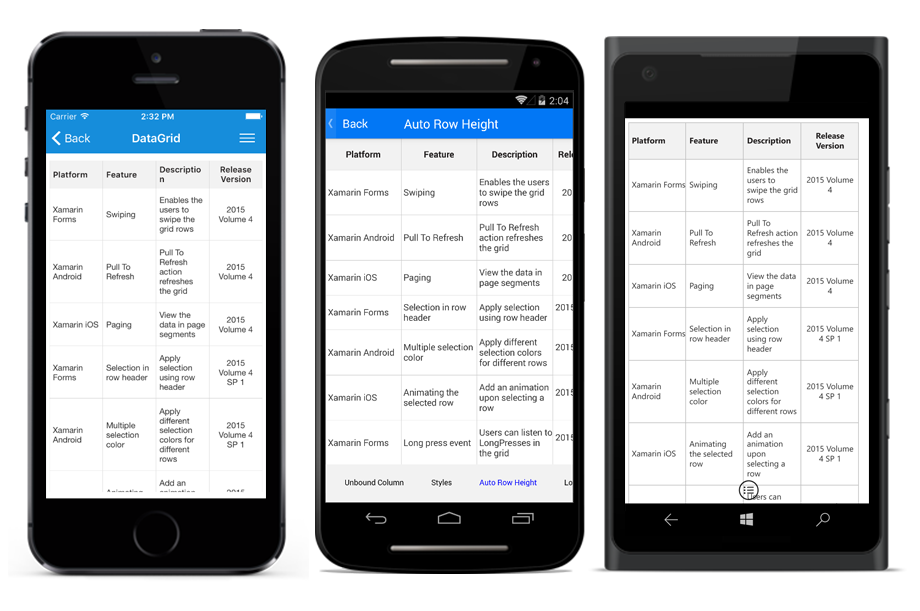 Carrier 2:32 PM
Back DataGrid
Platform
Feature
Descriptio
n
Release
Version
Xamarin
Forms
Swiping
Enables the
users to
swipe the
grid rows
2015
Volume 4
Xamarin
Android
Pull To
Refresh
Pull To
Refresh
action
refreshes
the grid
2015
Volume 4
Xamarin iOS
Paging
View the
data in page
segments
2015
Volume 4
Xamarin
Forms
Selection in
row header
Apply
selection
using row
header
2015
Volume 4
SP 1
Xamarin
Android
Multiple
selection
color
Apply
different
selection
colors for
different
rows
2015
Volume 4
SP 1
Add an
2:04
Back Auto Row Height
Platform
Feature
Description
Rel
Xamarin Forms
Swiping
Enables the users
to swipe the grid
rows
20
Xamarin Android
Pull To Refresh
Pull To Refresh
action refreshes
the grid
20
Xamarin iOS
Paging
View the data in
page segments
20
Xamarin Forms
Selection in row
header
Apply selection
using row header
2015
Xamarin Android
Multiple selection
color
Apply different
selection colors
for different rows
2015
Xamarin iOS
Animating the
selected row
Add an animation
upon selecting a
row
2015
Xamarin Forms
Long press event
Users can listen to
LongPresses in
the grid
2015
Unbound Column Styles Auto Row Height Lo
Platform
Feature
Description
Release
Version
Xamarin Forms
Swiping
Enables the
users to
swipe the grid
rows
2015 Volume
4
Xamarin
Android
Pull To
Refresh
Pull To
Refresh action
refreshes the
grid
2015 Volume
4
Xamarin iOS
Paging
View the data
in page
segments
2015 Volume
4
Xamarin Forms
Selection in
row header
Apply
selection
using row
header
2015 Volume
4 SP 1
Xamarin
Android
Multiple
selection
color
Apply
different
selection
colors for
different rows
2015 Volume
4 SP 1
Xamarin iOS
Animating
the selected
row
Add an
animation
upon
selecting a
row
2015 Volume
4 SP 1
Users can